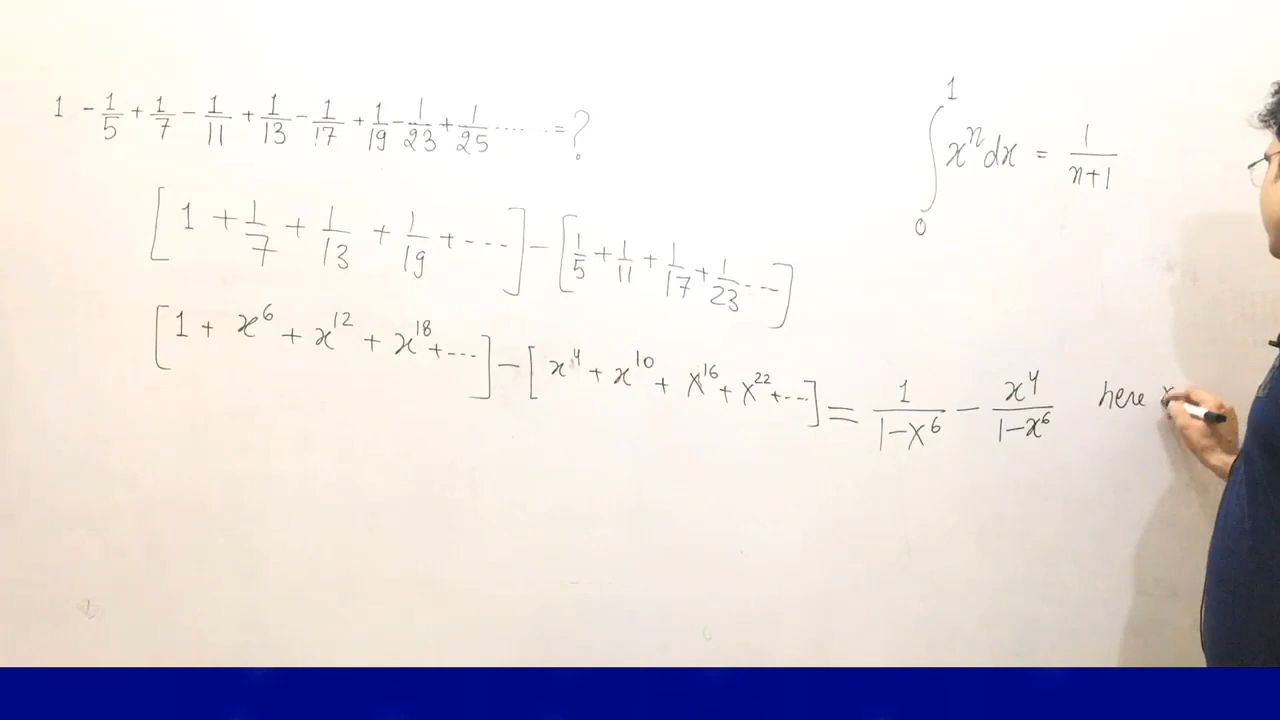 1 - 1/5 + 1/7 - 1/11 + 1/13 - 1/17 + 1/19 - 1/23 + 1/25 ........ = ?
∫₀¹ xⁿ dx = 1/(n+1)
[1 + 1/7 + 1/13 + 1/19 + ----] - [1/5 + 1/11 + 1/17 + 1/23 ----]
[1 + x⁶ + x¹² + x¹⁸ + ----] - [x⁴ + x¹⁰ + x¹⁶ + x²² + ---] = 1/(1-x⁶) - x⁴/(1-x⁶) here x